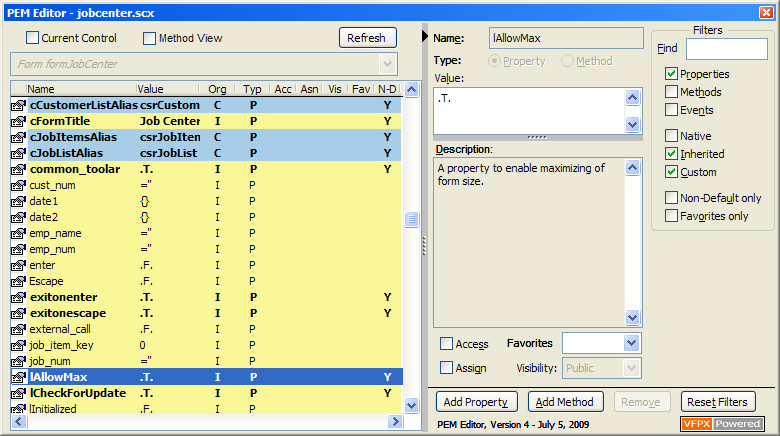 PEM Editor - jobcenter.scx
Current Control
Method View
Refresh
Form formJobCenter
Name Value Org Typ Acc Asn Vis Fav N-D
cCustomerListAlias csrCustom C P Y
cFormTitle Job Center I P Y
cJobItemsAlias csrJobIten C P Y
cJobListAlias csrJobList C P Y
common_toolar .T. I P Y
cust_num ="" I P
date1 {} I P
date2 {} I P
emp_name ="" I P
emp_num ="" I P
enter .F. I P
Escape .F. I P
exitonenter .T. I P Y
exitonescape .T. I P Y
external_call .F. I P
job_item_key 0 I P
job_num ="" I P
lAllowMax .T. I P Y
lCheckForUpdate .T. I P Y
lInitialized .F. I P
Name: lAllowMax
Type: Property Method
Value:
.T.
Description:
A property to enable maximizing of
form size.
Access Favorites
Assign Visibility: Public
Filters
Find
Properties
Methods
Events
Native
Inherited
Custom
Non-Default only
Favorites only
Add Property Add Method Remove Reset Filters
PEM Editor, Version 4 - July 5, 2009 VFPX Powered